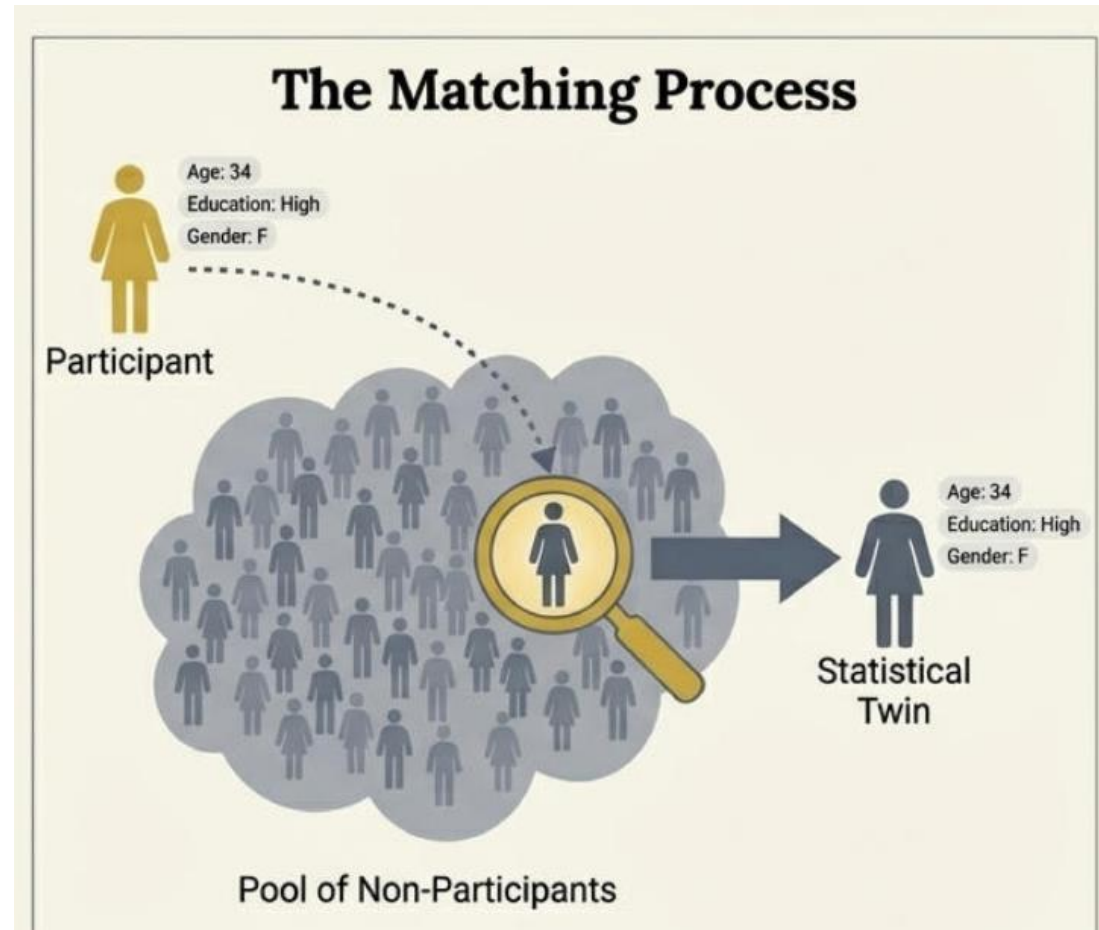 The Matching Process
Age: 34
Education: High
Gender: F
Participant
Age: 34
Education: High
Gender: F
Statistical
Twin
Pool of Non-Participants